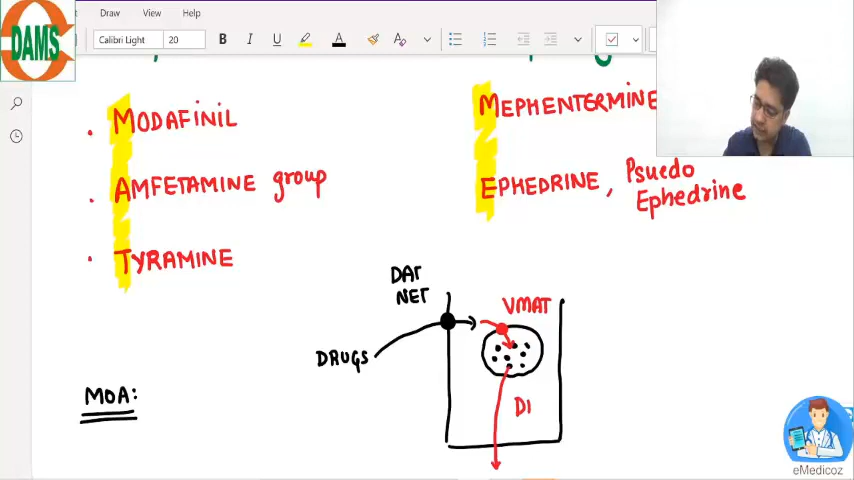 DAMS
Draw View Help
Calibri Light 20 B I U A
MODAFINIL
AMFETAMINE group
TYRAMINE
MEPHENTERMINE
EPHEDRINE, Psuedo
Ephedrine
DAT
NET
VMAT
DRUGS
DI
MOA:
eMedicoz